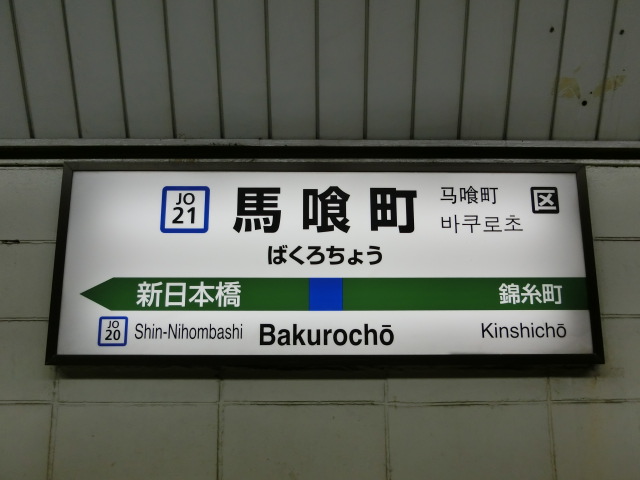 JO
21
馬喰町
马喰町
바쿠로초
区
ばくろちょう
新日本橋
錦糸町
JO
20
Shin-Nihombashi
Bakurochō
Kinshichō